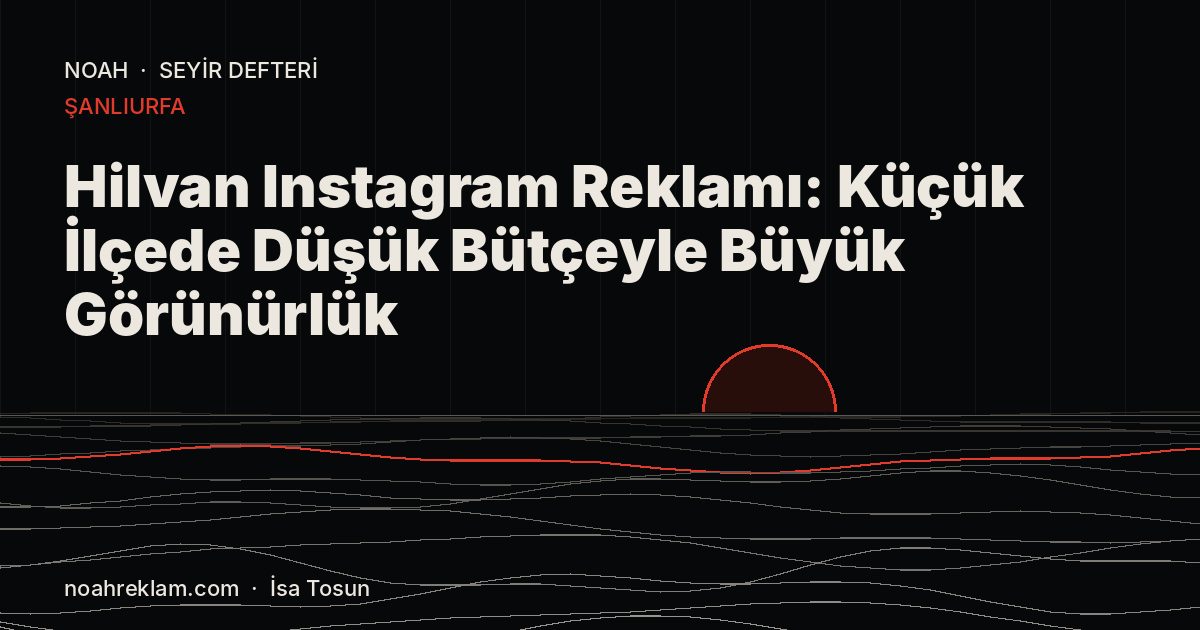 NOAH · SEYİR DEFTERİ
ŞANLIURFA
Hilvan Instagram Reklamı: Küçük
İlçede Düşük Bütçeyle Büyük
Görünürlük
noahreklam.com · İsa Tosun